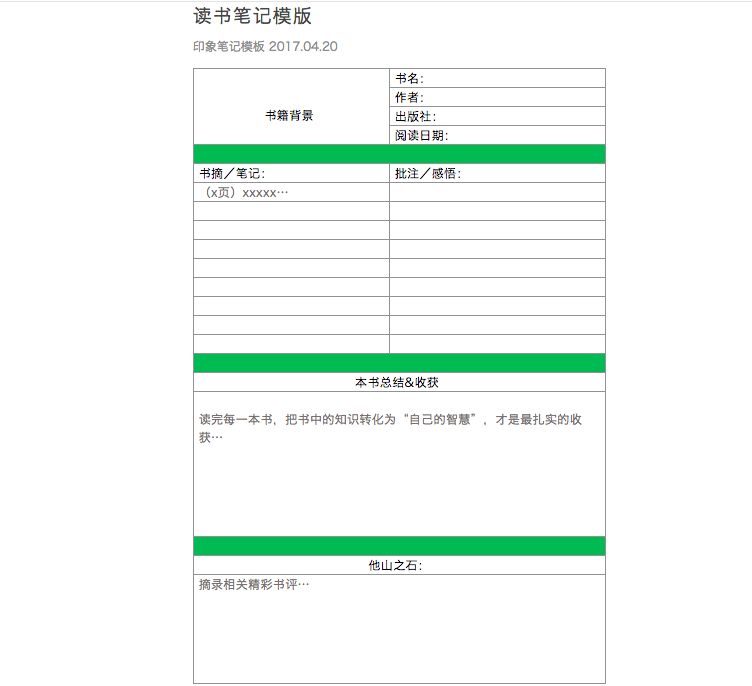 读书笔记模版
印象笔记模板 2017.04.20
书籍背景
书名：
作者：
出版社：
阅读日期：
书摘／笔记：
批注／感悟：
（x页）xxxxx…
本书总结&收获
读完每一本书，把书中的知识转化为“自己的智慧”，才是最扎实的收
获…
他山之石：
摘录相关精彩书评…